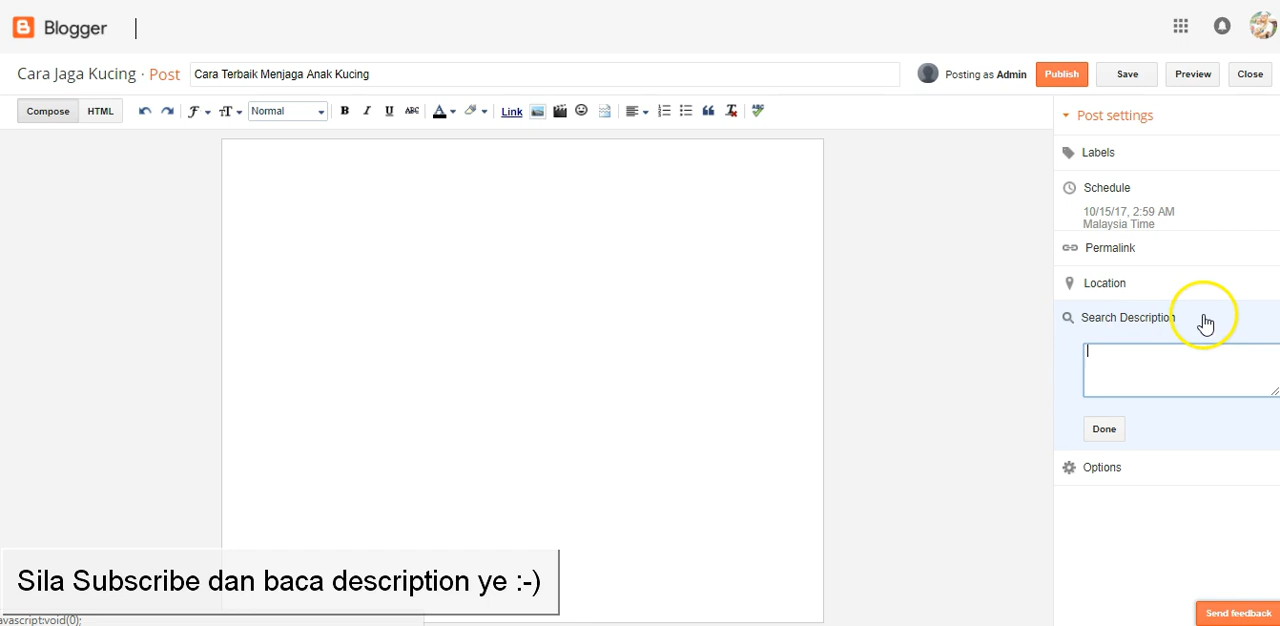 Blogger
Cara Jaga Kucing · Post Cara Terbaik Menjaga Anak Kucing Posting as Admin Publish Save Preview Close
Compose HTML Normal B I U ABC A Link ABC
Post settings
Labels
Schedule
10/15/17, 2:59 AM
Malaysia Time
Permalink
Location
Search Description
Done
Options
Sila Subscribe dan baca description ye :-)
avascript:void(0);
Send feedback